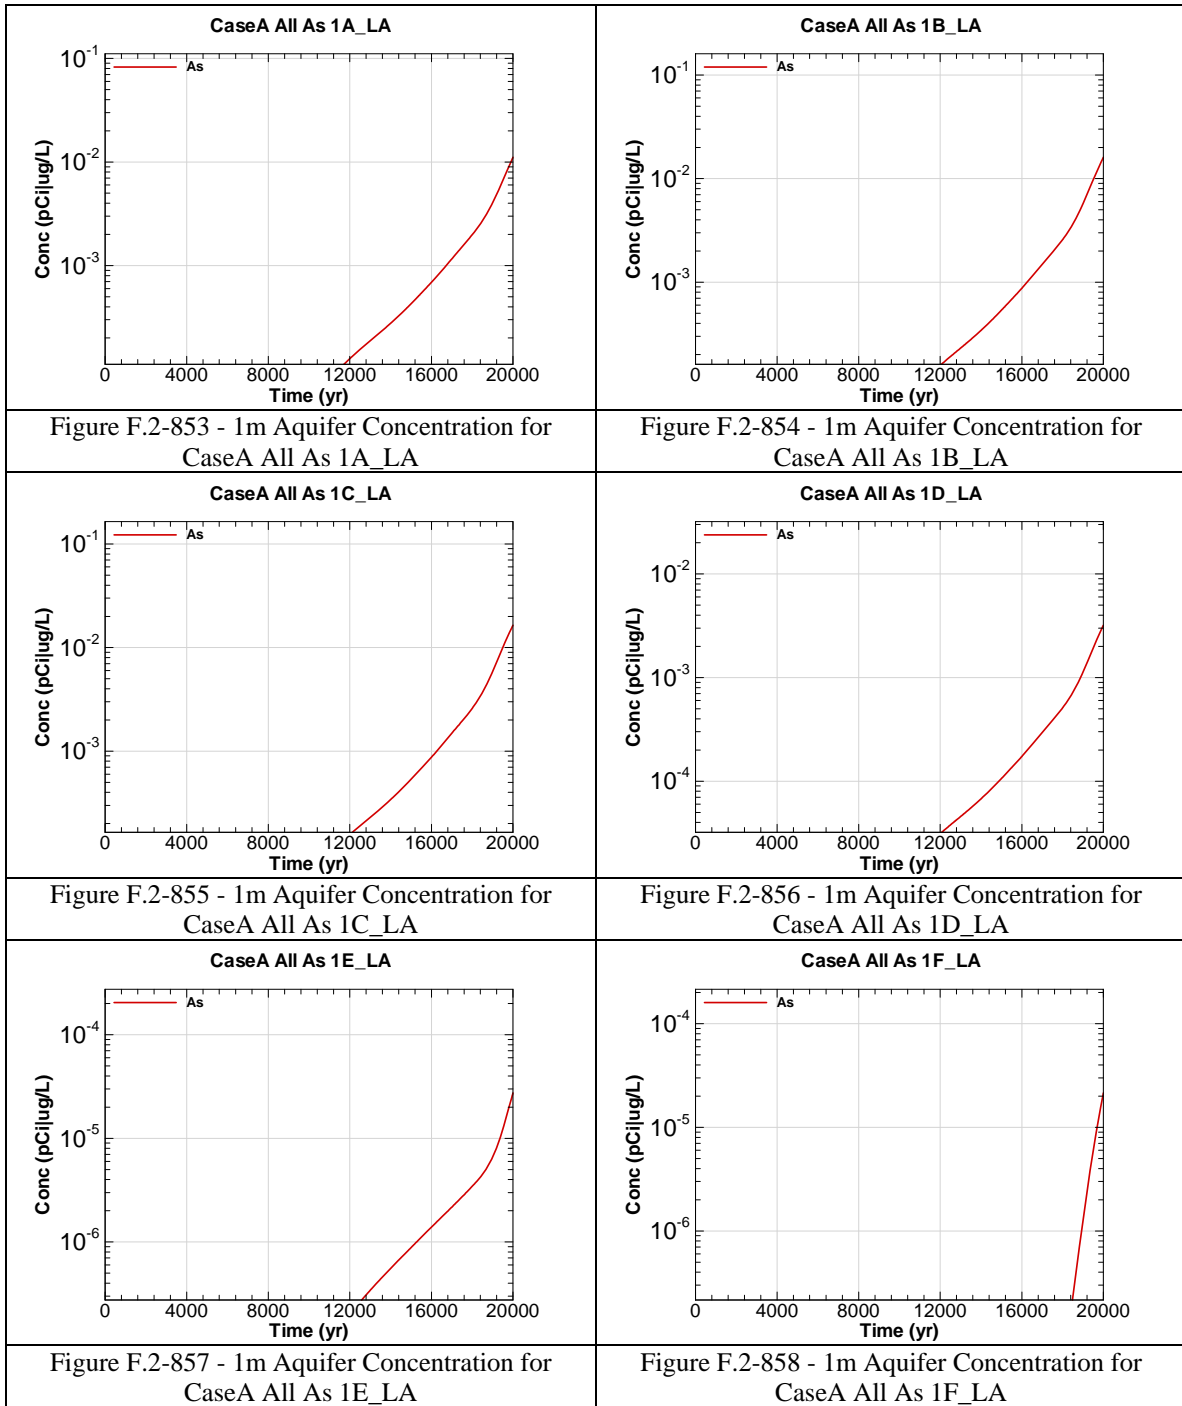 CaseA All As 1A_LA
As
10-1
10-2
10-3
Conc (pCi|ug/L)
0 4000 8000 12000 16000 20000
Time (yr)
Figure F.2-853 - 1m Aquifer Concentration for
CaseA All As 1A_LA
CaseA All As 1B_LA
As
10-1
10-2
10-3
Conc (pCi|ug/L)
0 4000 8000 12000 16000 20000
Time (yr)
Figure F.2-854 - 1m Aquifer Concentration for
CaseA All As 1B_LA
CaseA All As 1C_LA
As
10-1
10-2
10-3
Conc (pCi|ug/L)
0 4000 8000 12000 16000 20000
Time (yr)
Figure F.2-855 - 1m Aquifer Concentration for
CaseA All As 1C_LA
CaseA All As 1D_LA
As
10-2
10-3
10-4
Conc (pCi|ug/L)
0 4000 8000 12000 16000 20000
Time (yr)
Figure F.2-856 - 1m Aquifer Concentration for
CaseA All As 1D_LA
CaseA All As 1E_LA
As
10-4
10-5
10-6
Conc (pCi|ug/L)
0 4000 8000 12000 16000 20000
Time (yr)
Figure F.2-857 - 1m Aquifer Concentration for
CaseA All As 1E_LA
CaseA All As 1F_LA
As
10-4
10-5
10-6
Conc (pCi|ug/L)
0 4000 8000 12000 16000 20000
Time (yr)
Figure F.2-858 - 1m Aquifer Concentration for
CaseA All As 1F_LA